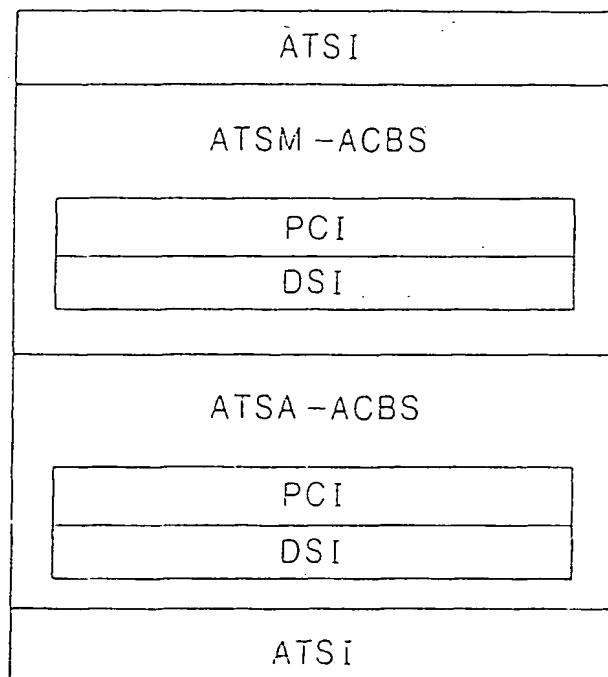 ATSI
ATSM-ACBS
PCI
DSI
ATSA-ACBS
PCI
DSI
ATSI